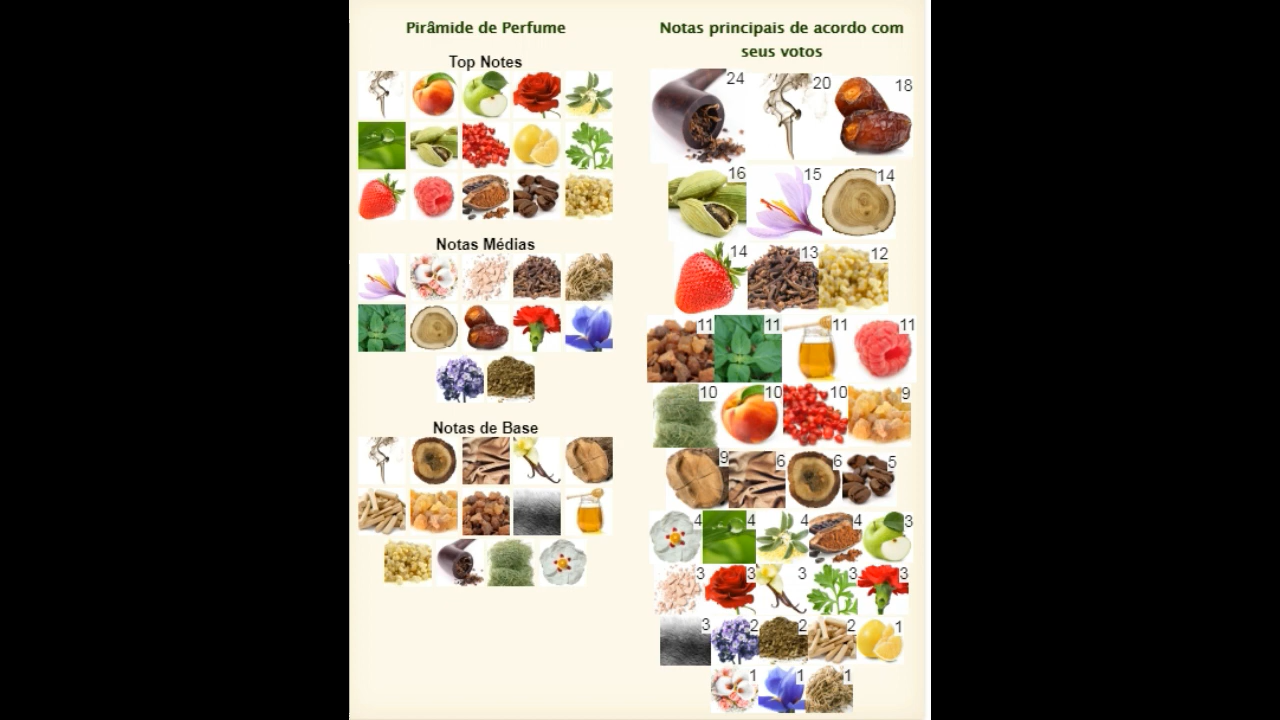 Pirâmide de Perfume
Top Notes
Notas Médias
Notas de Base
Notas principais de acordo com
seus votos
24 20 18
16 15 14
14 13 12
11 11 11 11
10 10 10 9
9 6 6 5
4 4 4 4 3
3 3 3 3 3
3 2 2 2 1
1 1 1